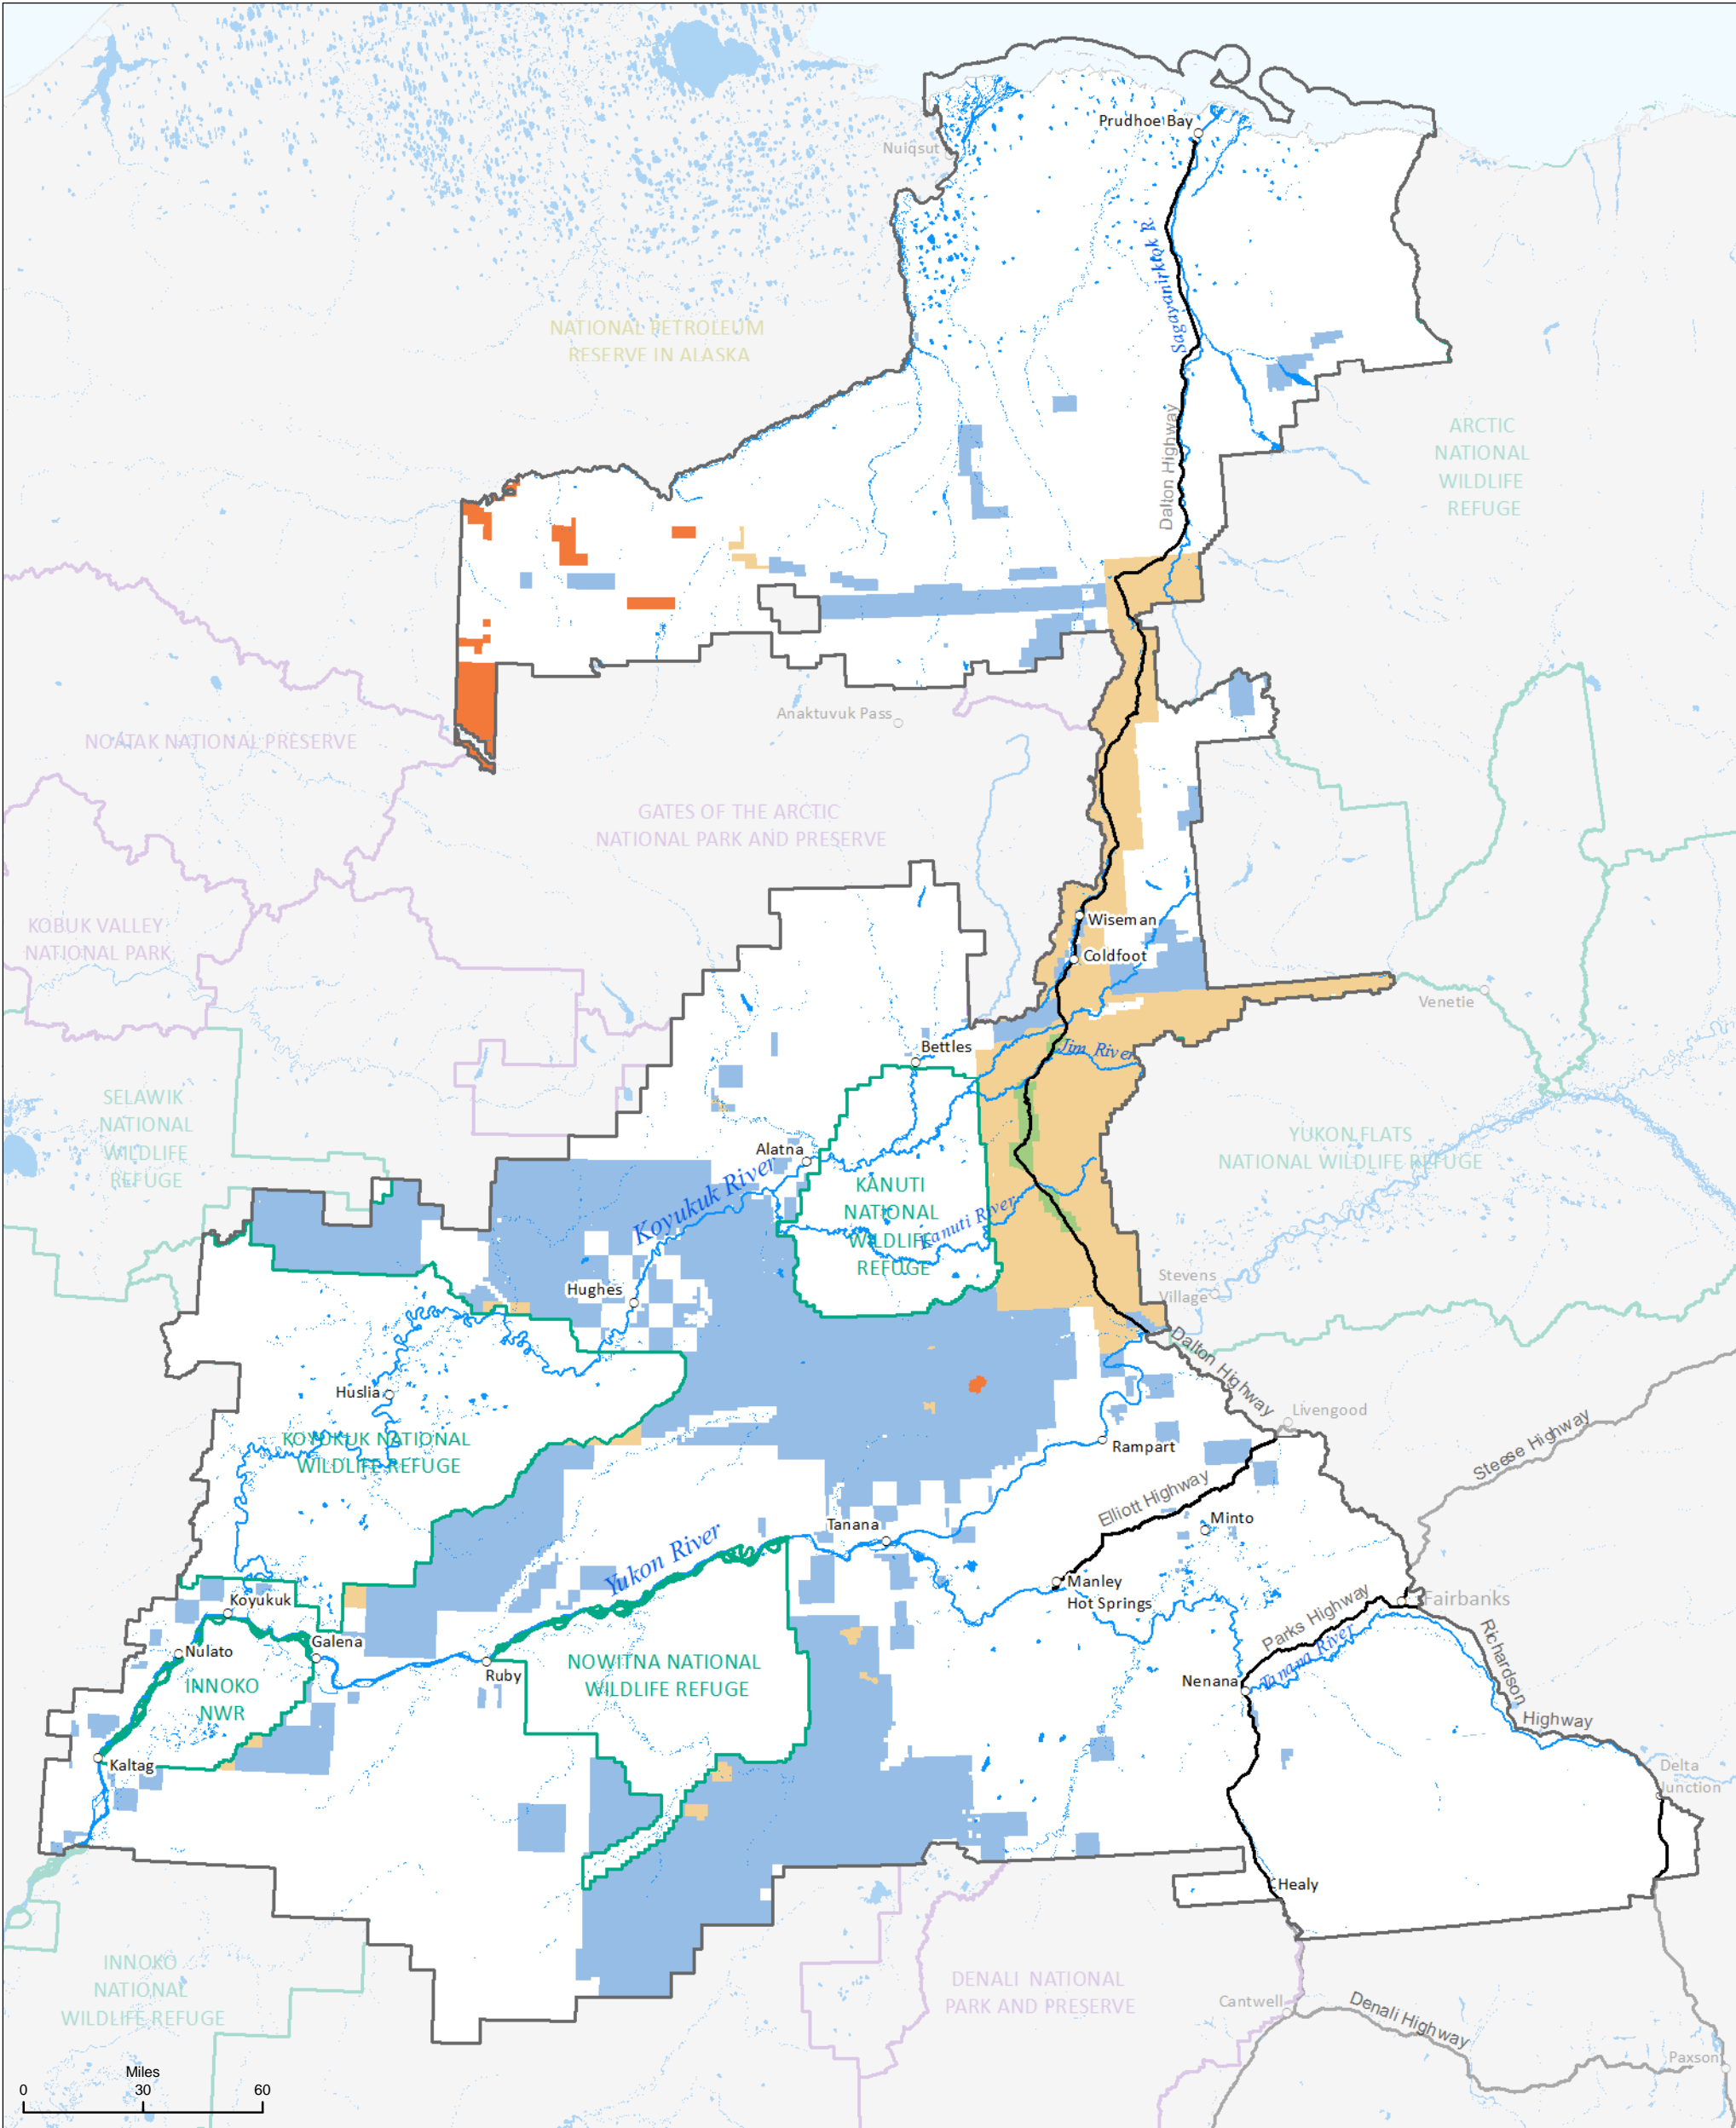 Prudhoe Bay
Nuiqsut
Sagavanirktok R.
NATIONAL PETROLEUM
RESERVE IN ALASKA
ARCTIC
NATIONAL
WILDLIFE
REFUGE
Dalton Highway
Anaktuvuk Pass
NOATAK NATIONAL PRESERVE
GATES OF THE ARCTIC
NATIONAL PARK AND PRESERVE
KOBUK VALLEY
NATIONAL PARK
Wiseman
Coldfoot
Venetie
Bettles
Jim River
SELAWIK
NATIONAL
WILDLIFE
REFUGE
YUKON FLATS
NATIONAL WILDLIFE REFUGE
Alatna
Koyukuk River
KANUTI
NATIONAL
WILDLIFE
REFUGE
Kanuti River
Hughes
Stevens
Village
Dalton Highway
Huslia
Livengood
KOYUKUK NATIONAL
WILDLIFE REFUGE
Rampart
Steese Highway
Elliott Highway
Minto
Tanana
Yukon River
Manley
Hot Springs
Koyukuk
Fairbanks
Parks Highway
Nulato
Galena
Ruby
Tanana River
Richardson
Highway
INNOKO
NWR
NOWITNA NATIONAL
WILDLIFE REFUGE
Nenana
Kaltag
Delta
Junction
Healy
INNOKO
NATIONAL
WILDLIFE REFUGE
DENALI NATIONAL
PARK AND PRESERVE
Cantwell
Denali Highway
Paxson
Miles
0 30 60